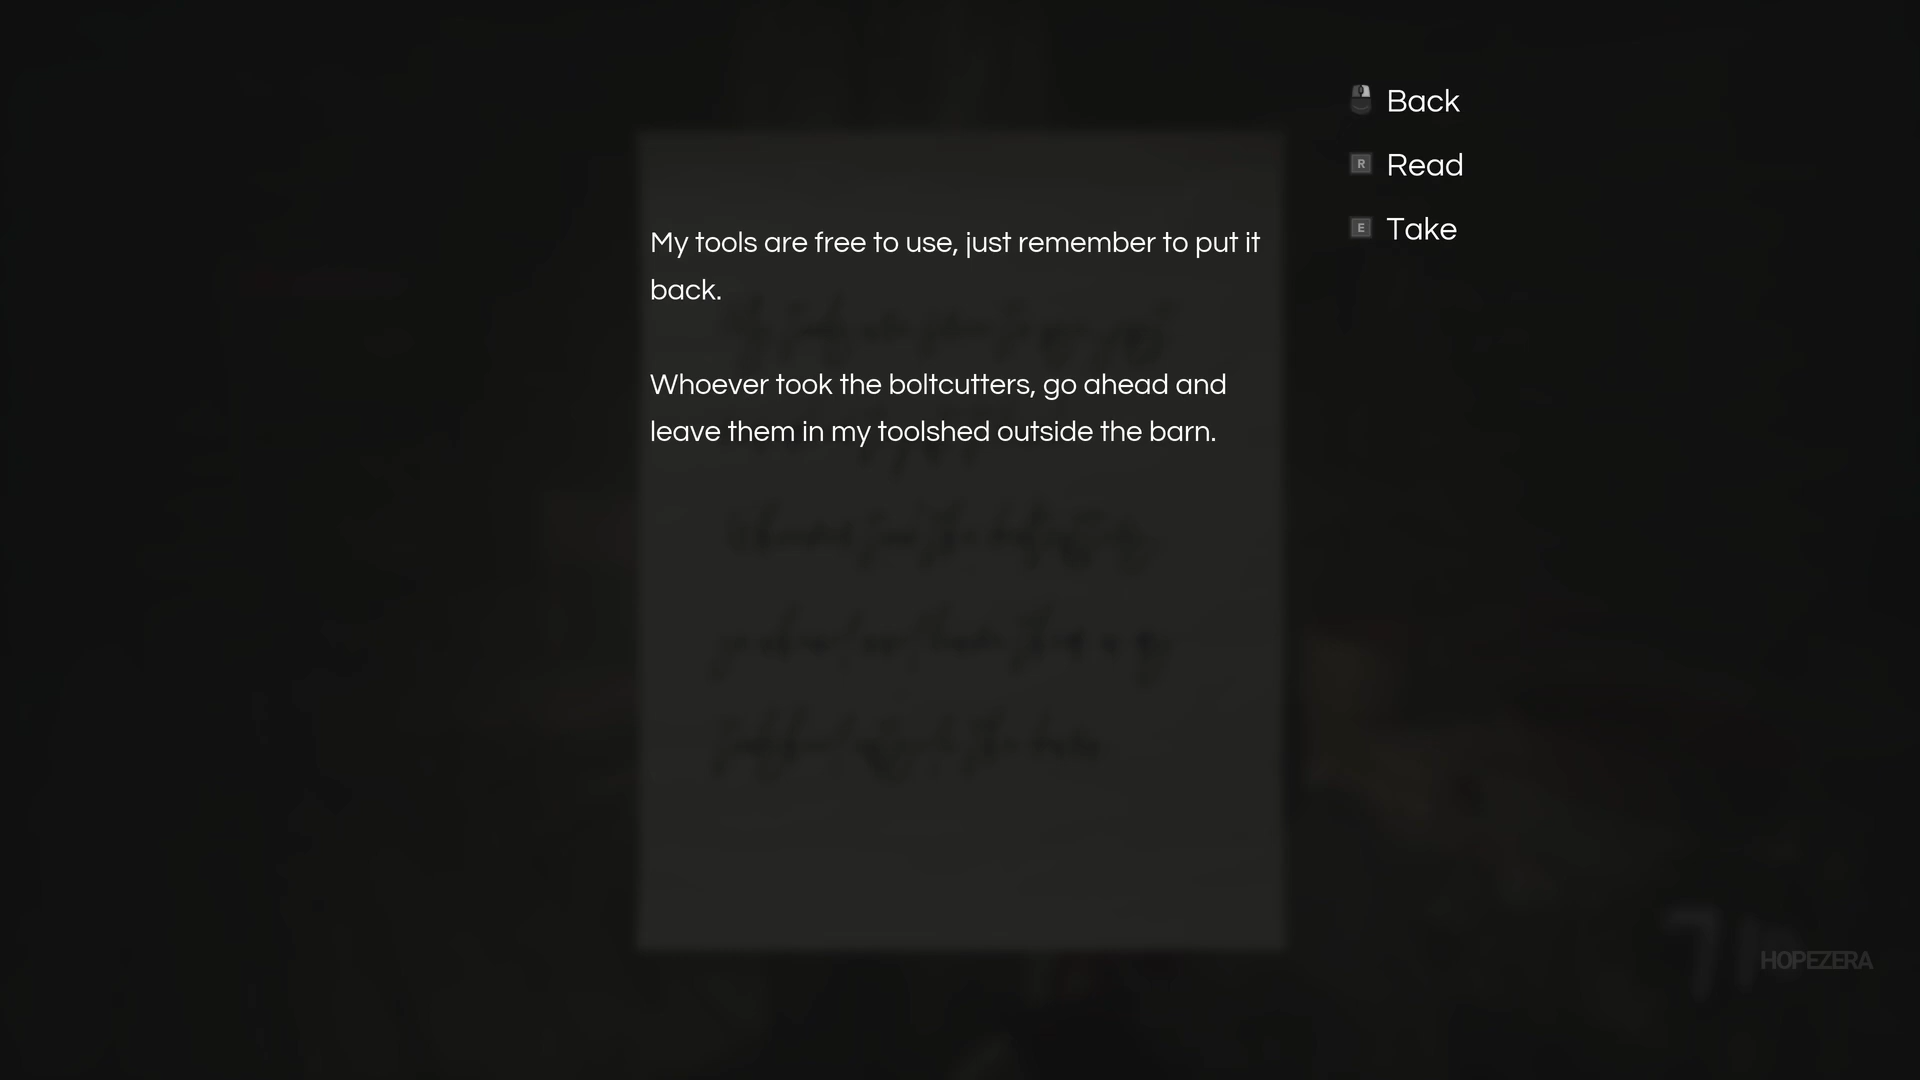 Back
R Read
E Take
My tools are free to use, just remember to put it
back.
Whoever took the boltcutters, go ahead and
leave them in my toolshed outside the barn.
HOPEZERA